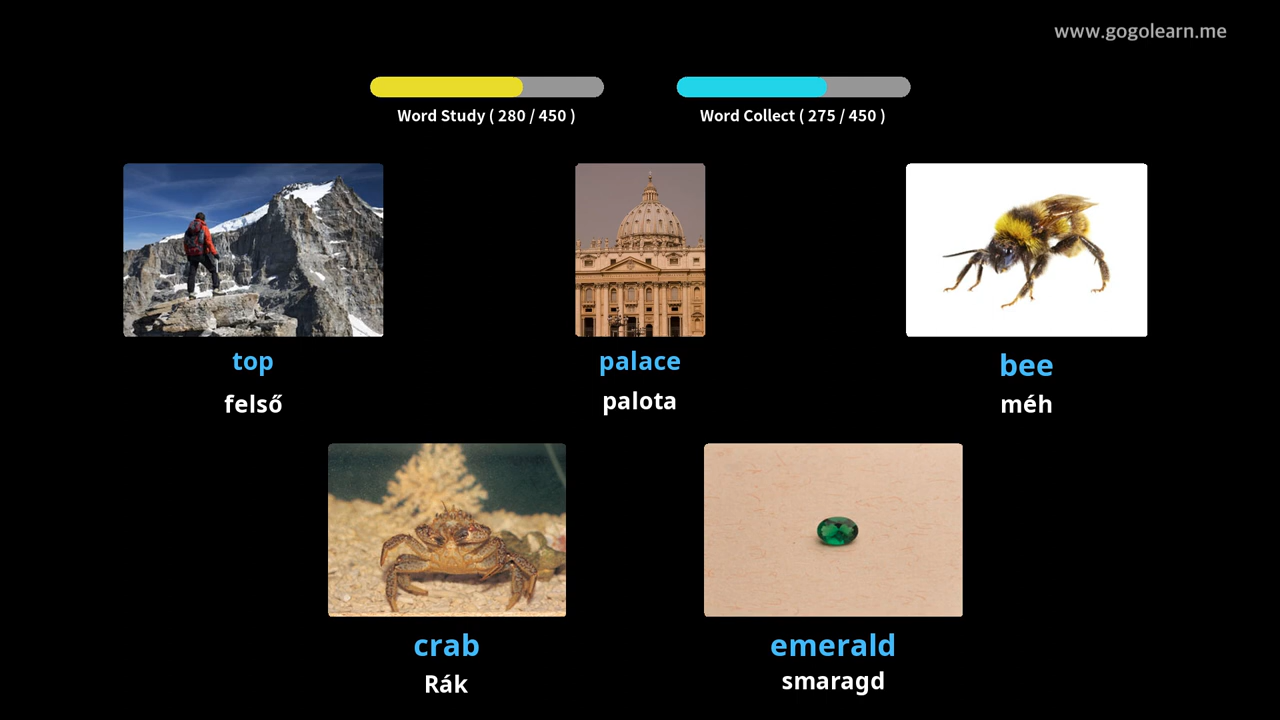 www.gogolearn.me
Word Study ( 280 / 450 )
Word Collect ( 275 / 450 )
top
felső
palace
palota
bee
méh
crab
Rák
emerald
smaragd